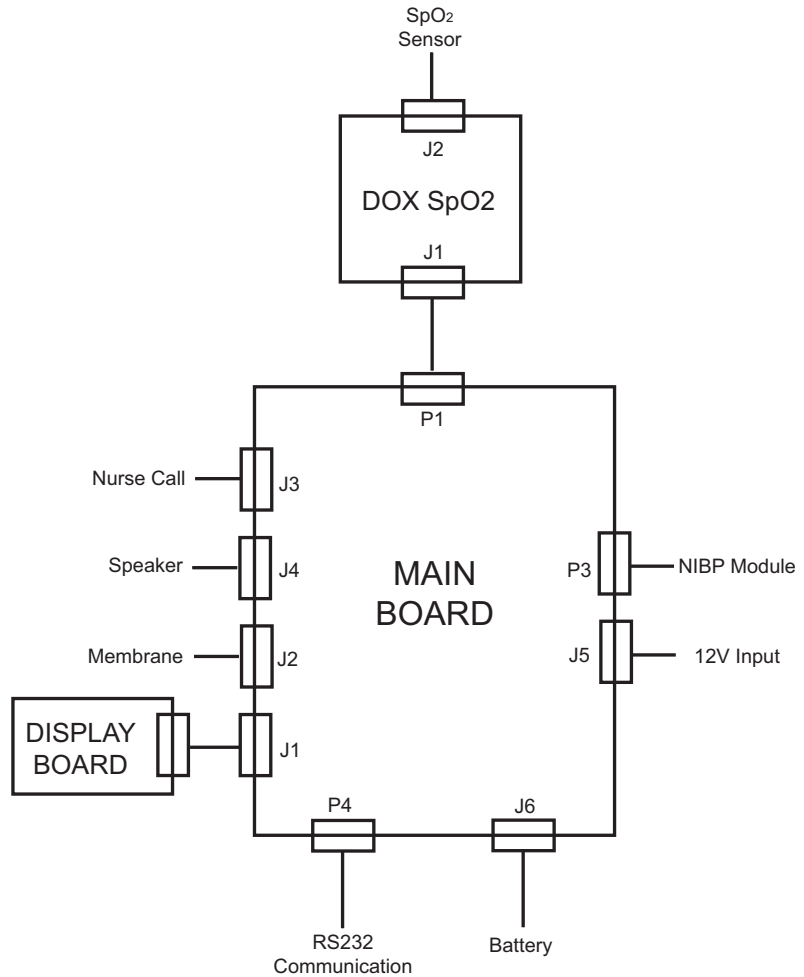 SpO₂
Sensor
J2
DOX SpO2
J1
P1
Nurse Call
J3
Speaker
J4
MAIN
BOARD
P3
NIBP Module
Membrane
J2
J5
12V Input
DISPLAY
BOARD
J1
P4
J6
RS232
Communication
Battery